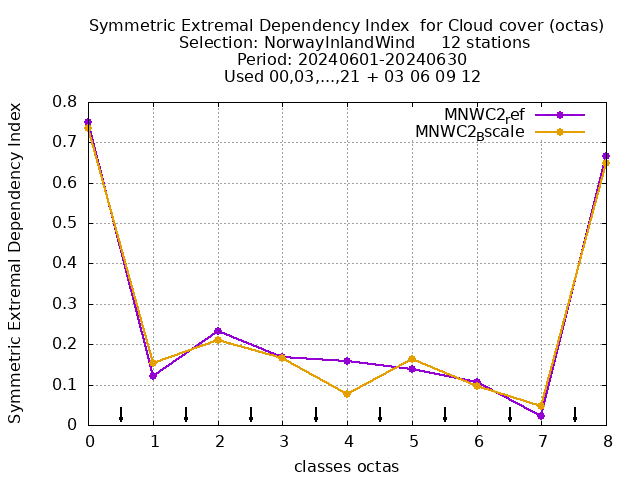 Symmetric Extremal Dependency Index  for Cloud cover (octas)
Selection: NorwayInlandWind     12 stations
Period: 20240601-20240630
Used 00,03,...,21 + 03 06 09 12
MNWC2_ref
MNWC2_Bscale
Symmetric Extremal Dependency Index
0.8
0.7
0.6
0.5
0.4
0.3
0.2
0.1
0
0 1 2 3 4 5 6 7 8
classes octas